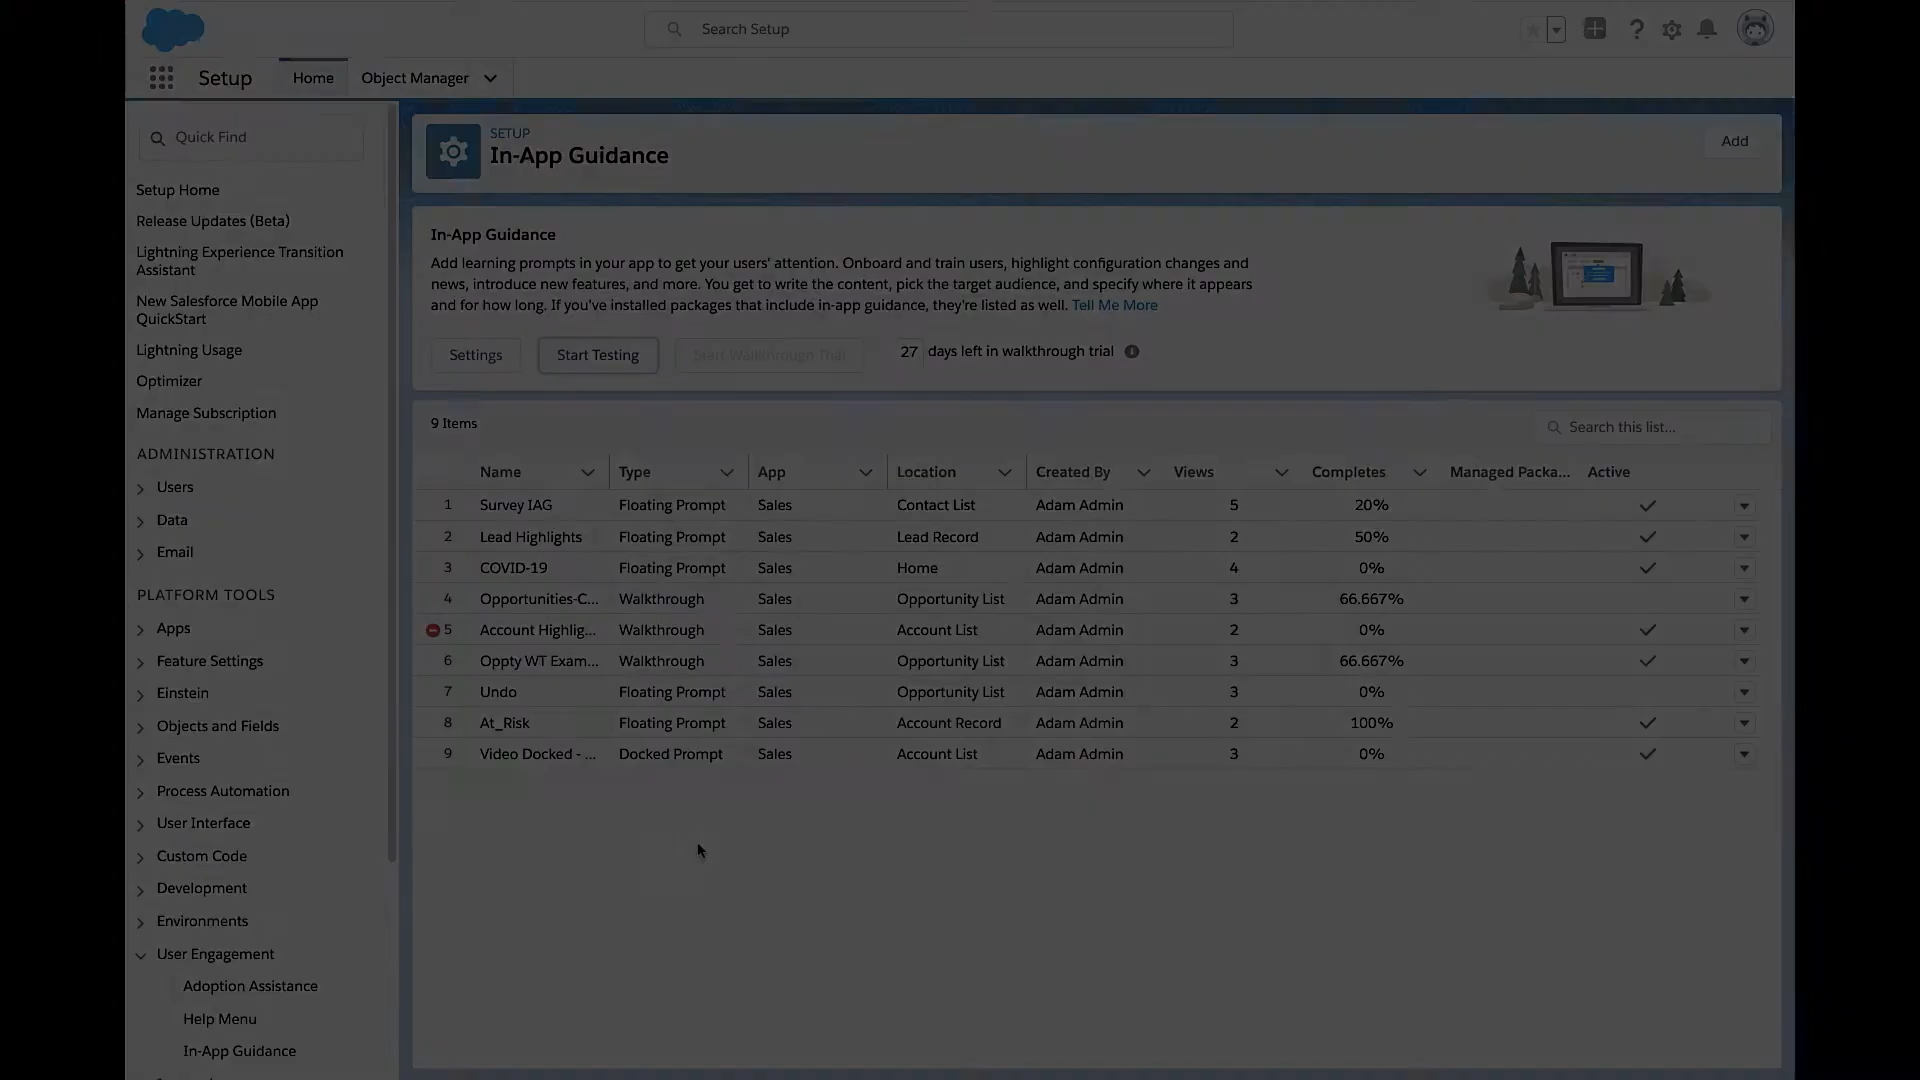 Search Setup
Setup
Home
Object Manager
Quick Find
Setup Home
Release Updates (Beta)
Lightning Experience Transition
Assistant
New Salesforce Mobile App
QuickStart
Lightning Usage
Optimizer
Manage Subscription
ADMINISTRATION
Users
Data
Email
PLATFORM TOOLS
Apps
Feature Settings
Einstein
Objects and Fields
Events
Process Automation
User Interface
Custom Code
Development
Environments
User Engagement
Adoption Assistance
Help Menu
In-App Guidance
SETUP
In-App Guidance
Add
In-App Guidance
Add learning prompts in your app to get your users' attention. Onboard and train users, highlight configuration changes and
news, introduce new features, and more. You get to write the content, pick the target audience, and specify where it appears
and for how long. If you've installed packages that include in-app guidance, they're listed as well. Tell Me More
Settings Start Testing Start Walkthrough Trial 27 days left in walkthrough trial
9 Items
Search this list...
Name Type App Location Created By Views Completes Managed Packa... Active
1 Survey IAG Floating Prompt Sales Contact List Adam Admin 5 20%
2 Lead Highlights Floating Prompt Sales Lead Record Adam Admin 2 50%
3 COVID-19 Floating Prompt Sales Home Adam Admin 4 0%
4 Opportunities-C... Walkthrough Sales Opportunity List Adam Admin 3 66.667%
5 Account Highlig... Walkthrough Sales Account List Adam Admin 2 0%
6 Oppty WT Exam... Walkthrough Sales Opportunity List Adam Admin 3 66.667%
7 Undo Floating Prompt Sales Opportunity List Adam Admin 3 0%
8 At_Risk Floating Prompt Sales Account Record Adam Admin 2 100%
9 Video Docked - ... Docked Prompt Sales Account List Adam Admin 3 0%